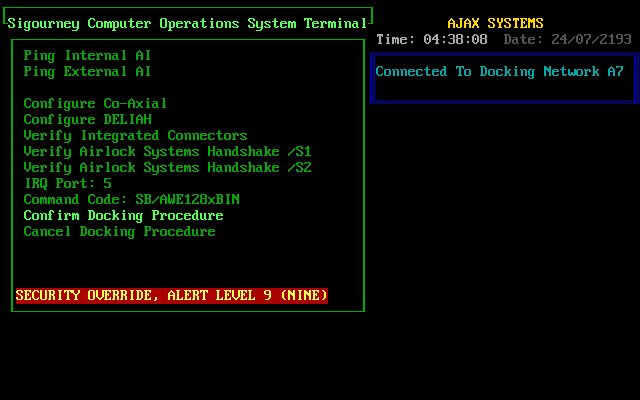 Sigourney Computer Operations System Terminal
AJAX SYSTEMS
Time: 04:38:08 Date: 24/07/2193
Ping Internal AI
Ping External AI
Connected To Docking Network A7
Configure Co-Axial
Configure DELIAH
Verify Integrated Connectors
Verify Airlock Systems Handshake /S1
Verify Airlock Systems Handshake /S2
IRQ Port: 5
Command Code: SB/AWE128xBIN
Confirm Docking Procedure
Cancel Docking Procedure
SECURITY OVERRIDE, ALERT LEVEL 9 (NINE)